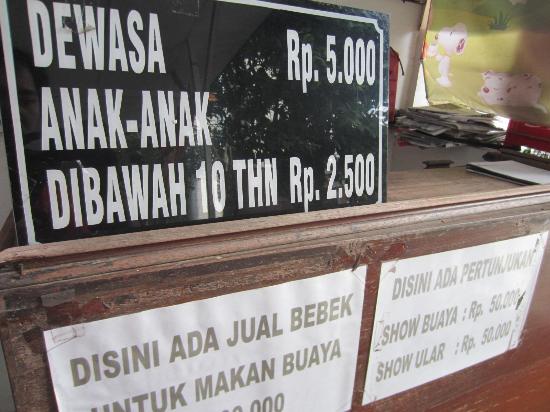 DEWASA Rp. 5.000
ANAK-ANAK
DIBAWAH 10 THN Rp. 2.500
DISINI ADA JUAL BEBEK
UNTUK MAKAN BUAYA
DISINI ADA PERTUNJUKAN
SHOW BUAYA : Rp. 50.000
SHOW ULAR : Rp. 50.000